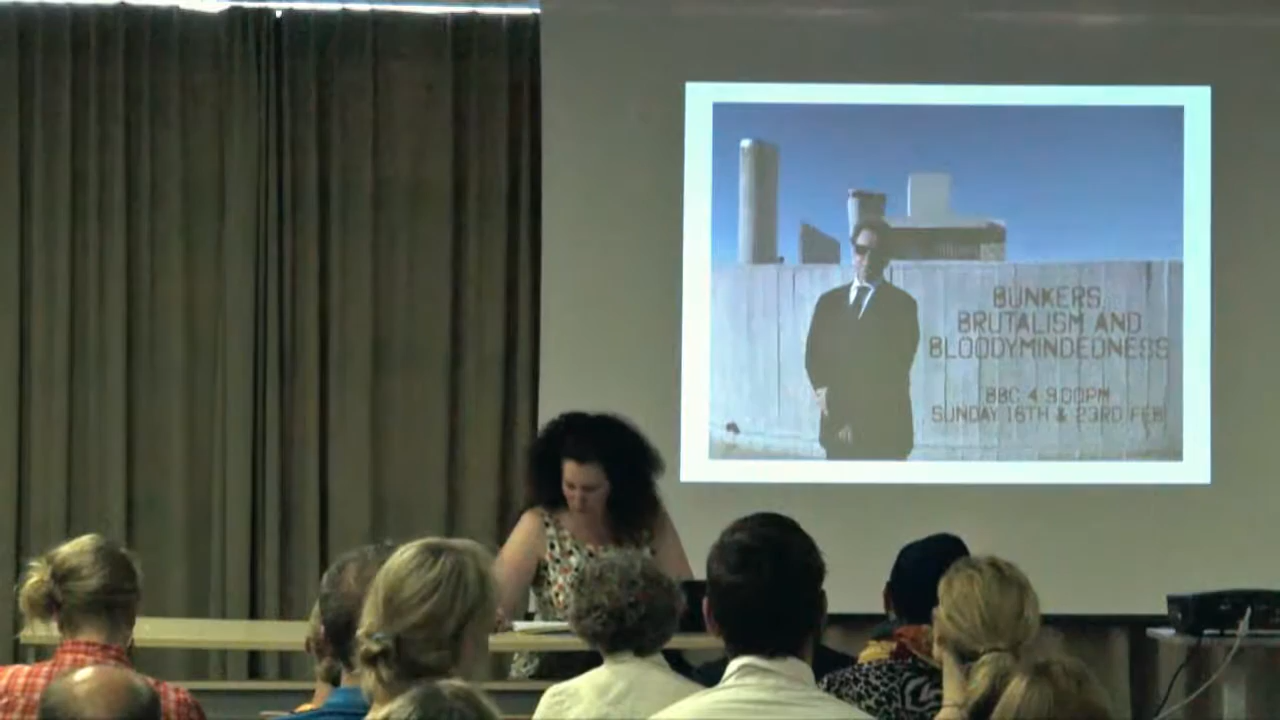 BUNKERS
BRUTALISM AND
BLOODYMINDEDNESS
BBC 4 9.00PM
SUNDAY 16TH & 23RD FEB